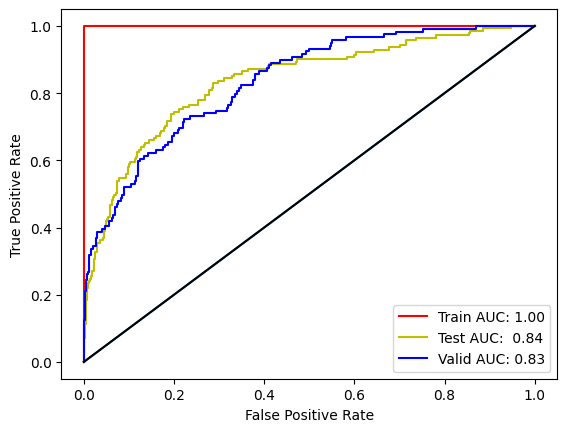 True Positive Rate
1.0
0.8
0.6
0.4
0.2
0.0
Train AUC: 1.00
Test AUC:  0.84
Valid AUC: 0.83
0.0 0.2 0.4 0.6 0.8 1.0
False Positive Rate